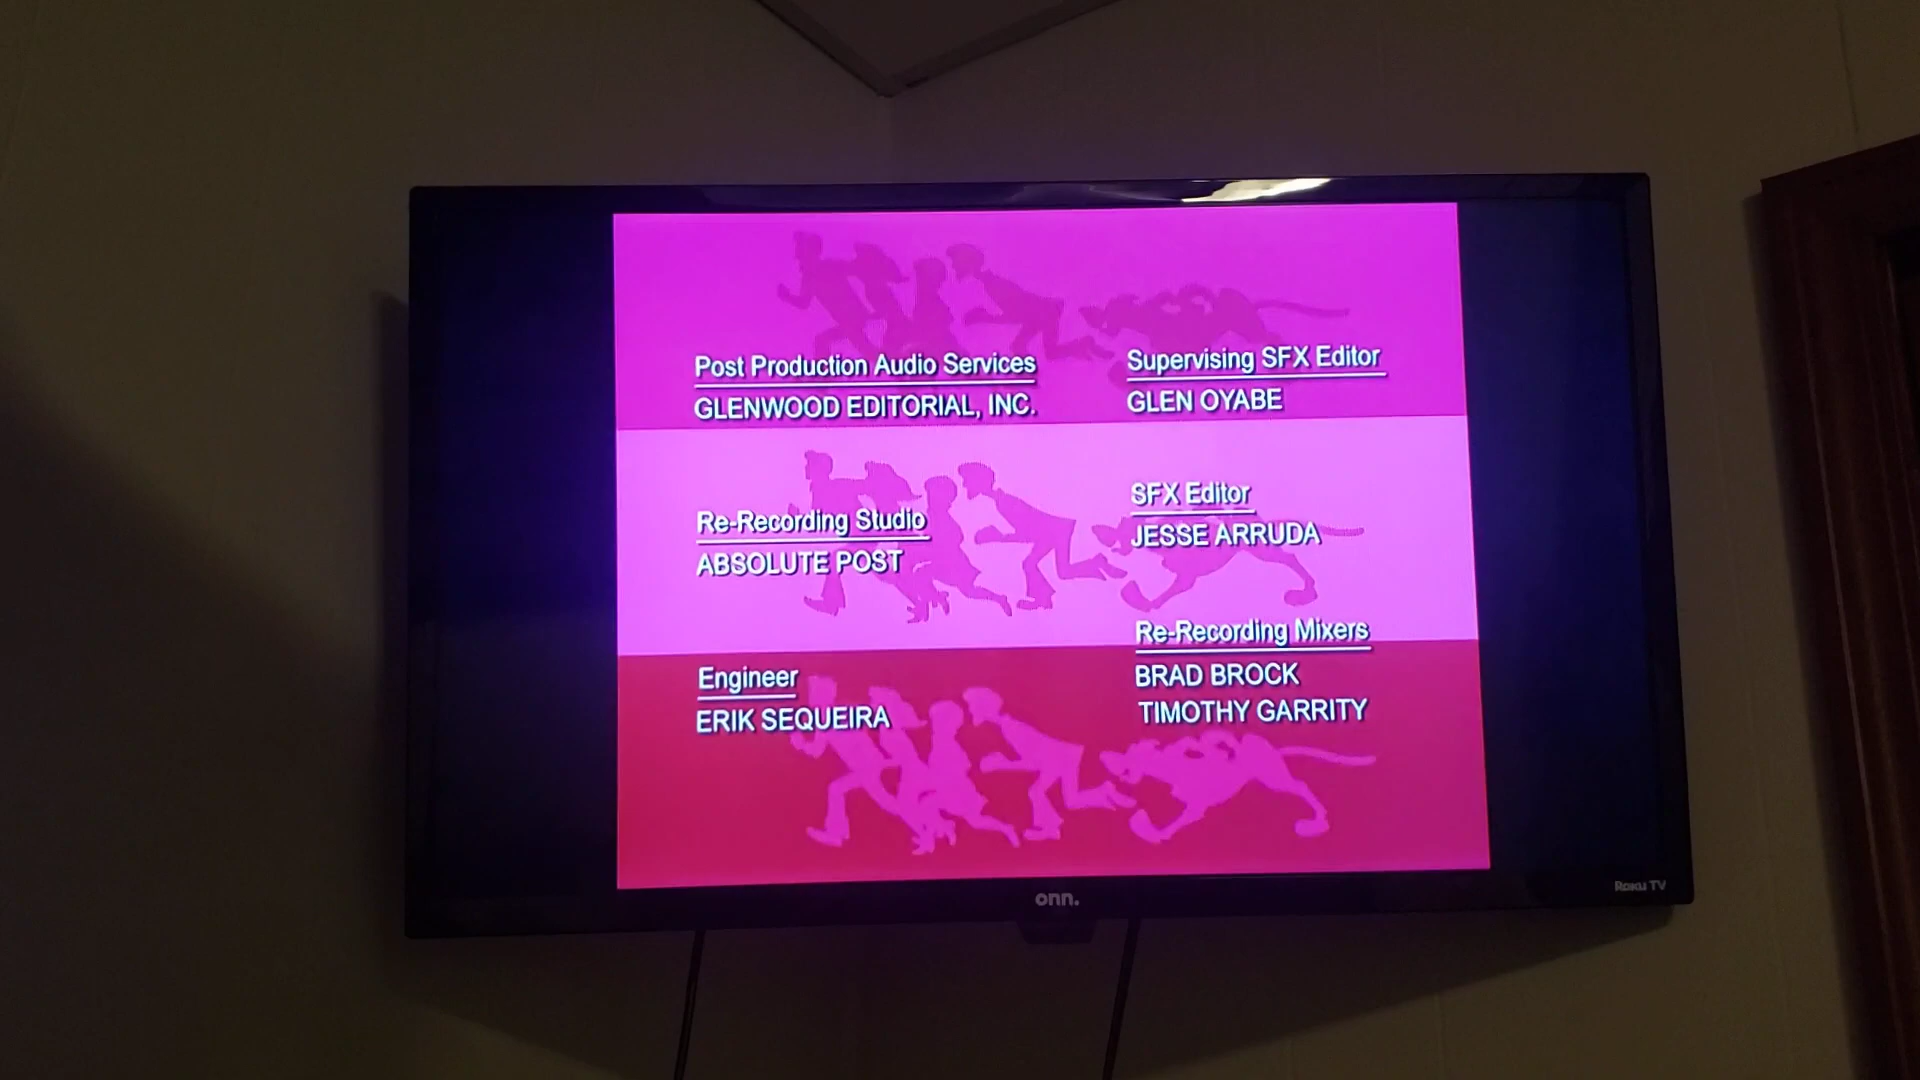 Post Production Audio Services
GLENWOOD EDITORIAL, INC.
Supervising SFX Editor
GLEN OYABE
Re-Recording Studio
ABSOLUTE POST
SFX Editor
JESSE ARRUDA
Engineer
ERIK SEQUEIRA
Re-Recording Mixers
BRAD BROCK
TIMOTHY GARRITY
onn.
Roku TV